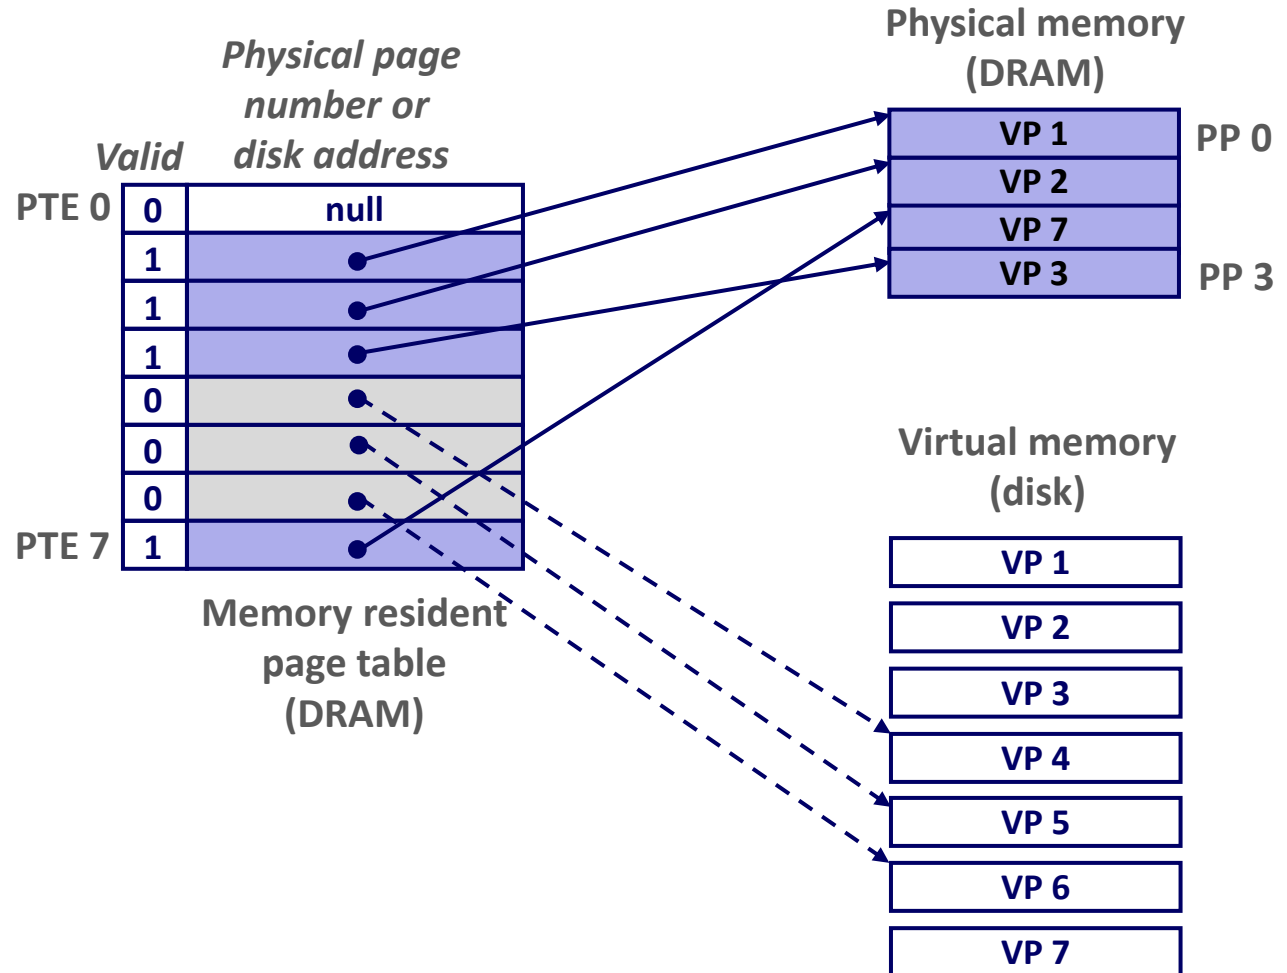 Physical page
number or
disk address
Valid
PTE 0
0
null
1
1
1
0
0
0
PTE 7
1
Memory resident
page table
(DRAM)
Physical memory
(DRAM)
VP 1
PP 0
VP 2
VP 7
VP 3
PP 3
Virtual memory
(disk)
VP 1
VP 2
VP 3
VP 4
VP 5
VP 6
VP 7